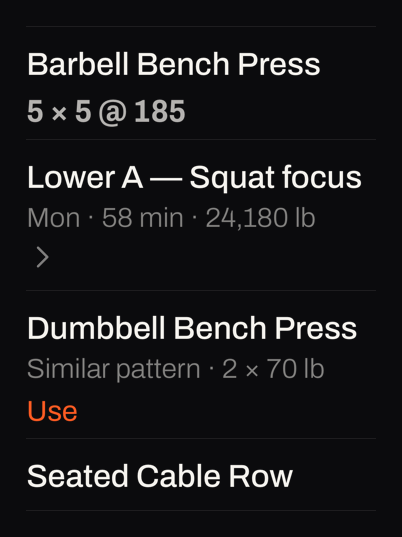 Barbell Bench Press
5 × 5 @ 185
Lower A — Squat focus
Mon · 58 min · 24,180 lb
Dumbbell Bench Press
Similar pattern · 2 × 70 lb
Use
Seated Cable Row